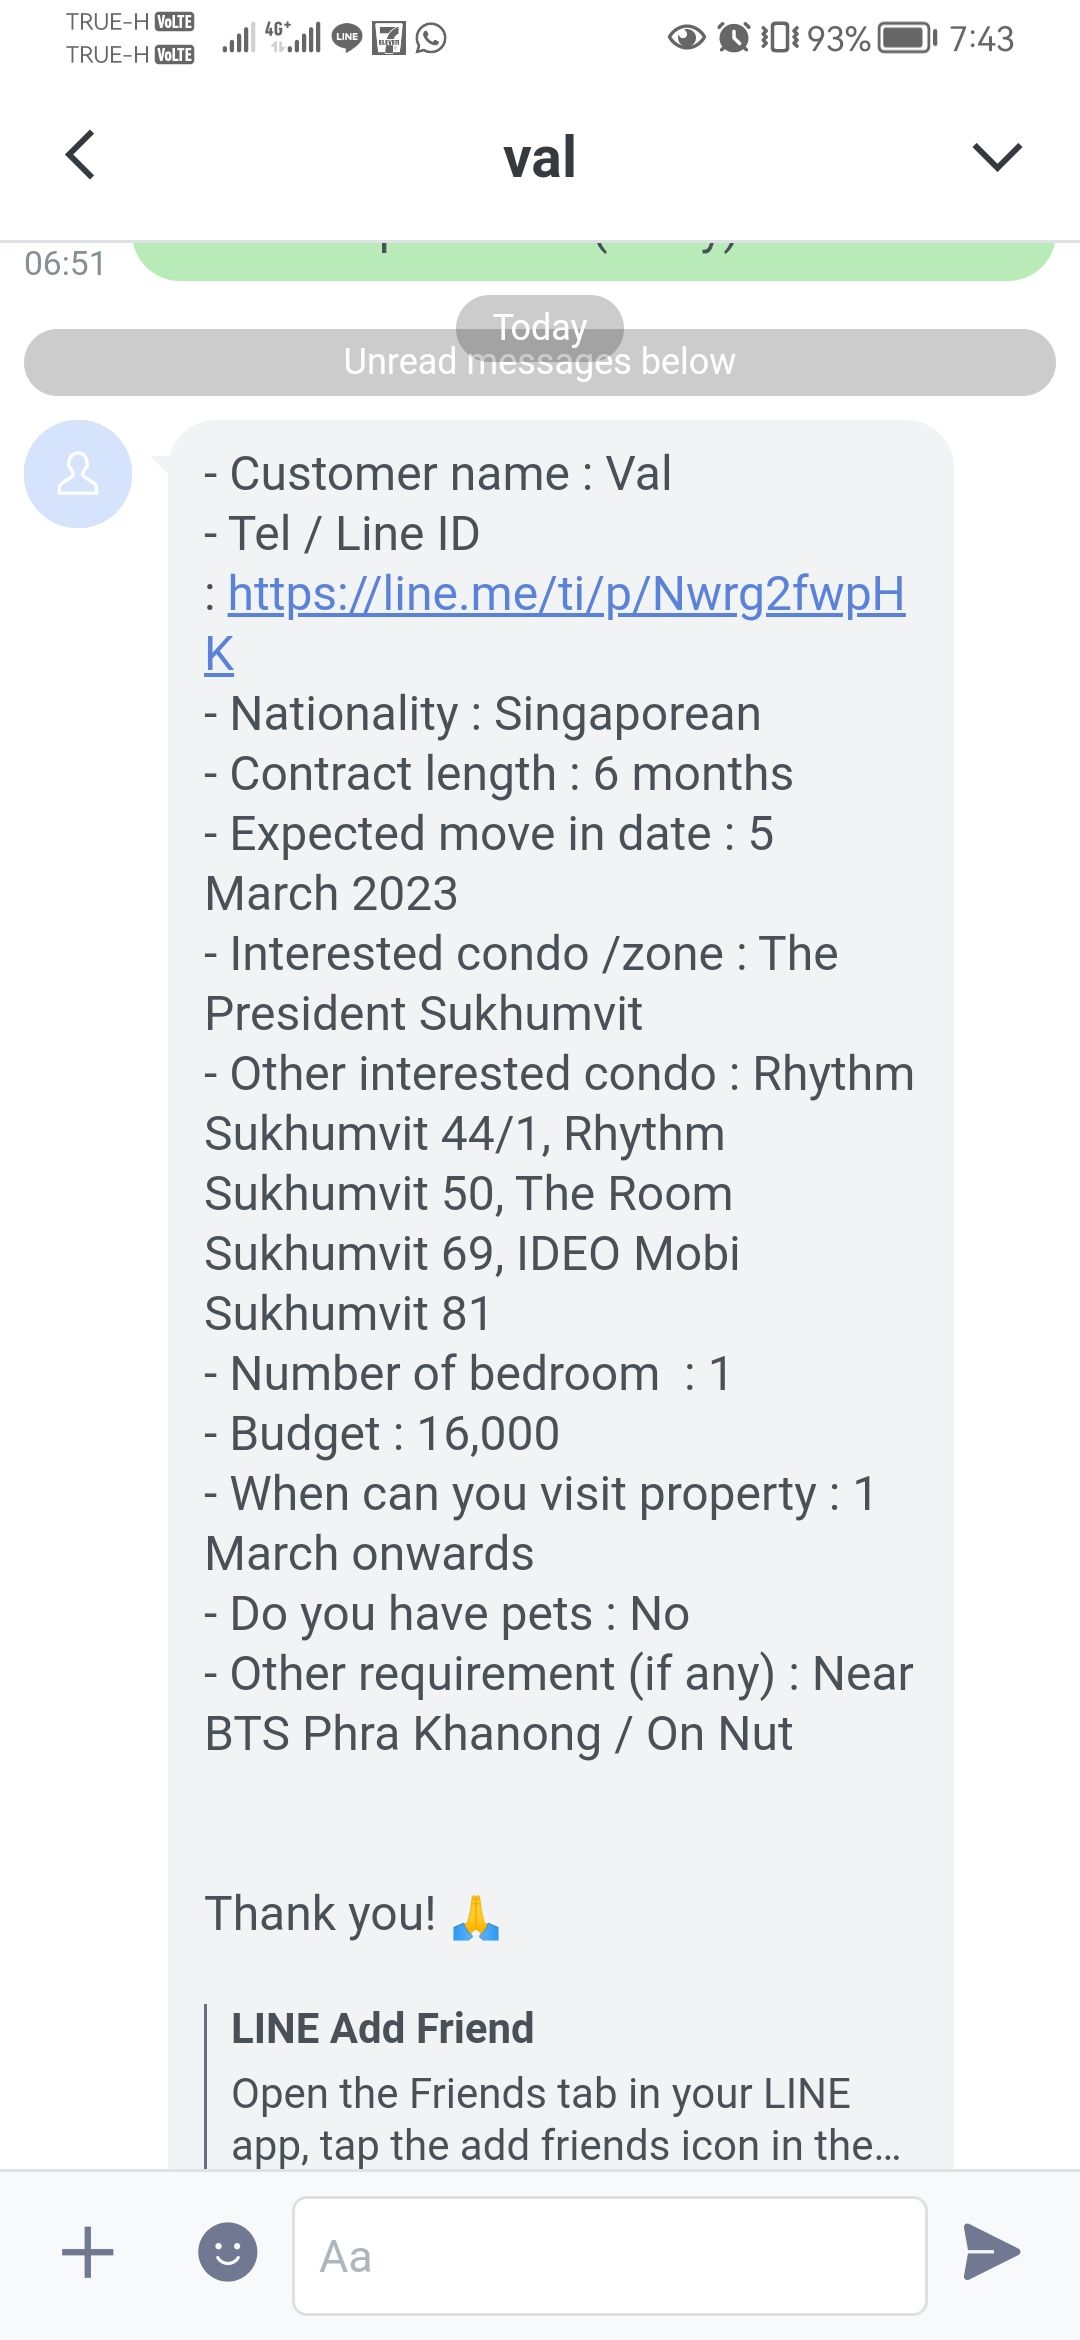 TRUE-H VoLTE
TRUE-H VoLTE
4G+
LINE
7
ELEVEN
93%
7:43
val
06:51
Today
Unread messages below
- Customer name : Val
- Tel / Line ID
: https://line.me/ti/p/Nwrg2fwpH
K
- Nationality : Singaporean
- Contract length : 6 months
- Expected move in date : 5
March 2023
- Interested condo /zone : The
President Sukhumvit
- Other interested condo : Rhythm
Sukhumvit 44/1, Rhythm
Sukhumvit 50, The Room
Sukhumvit 69, IDEO Mobi
Sukhumvit 81
- Number of bedroom  : 1
- Budget : 16,000
- When can you visit property : 1
March onwards
- Do you have pets : No
- Other requirement (if any) : Near
BTS Phra Khanong / On Nut
Thank you! 🙏
LINE Add Friend
Open the Friends tab in your LINE
app, tap the add friends icon in the...
Aa